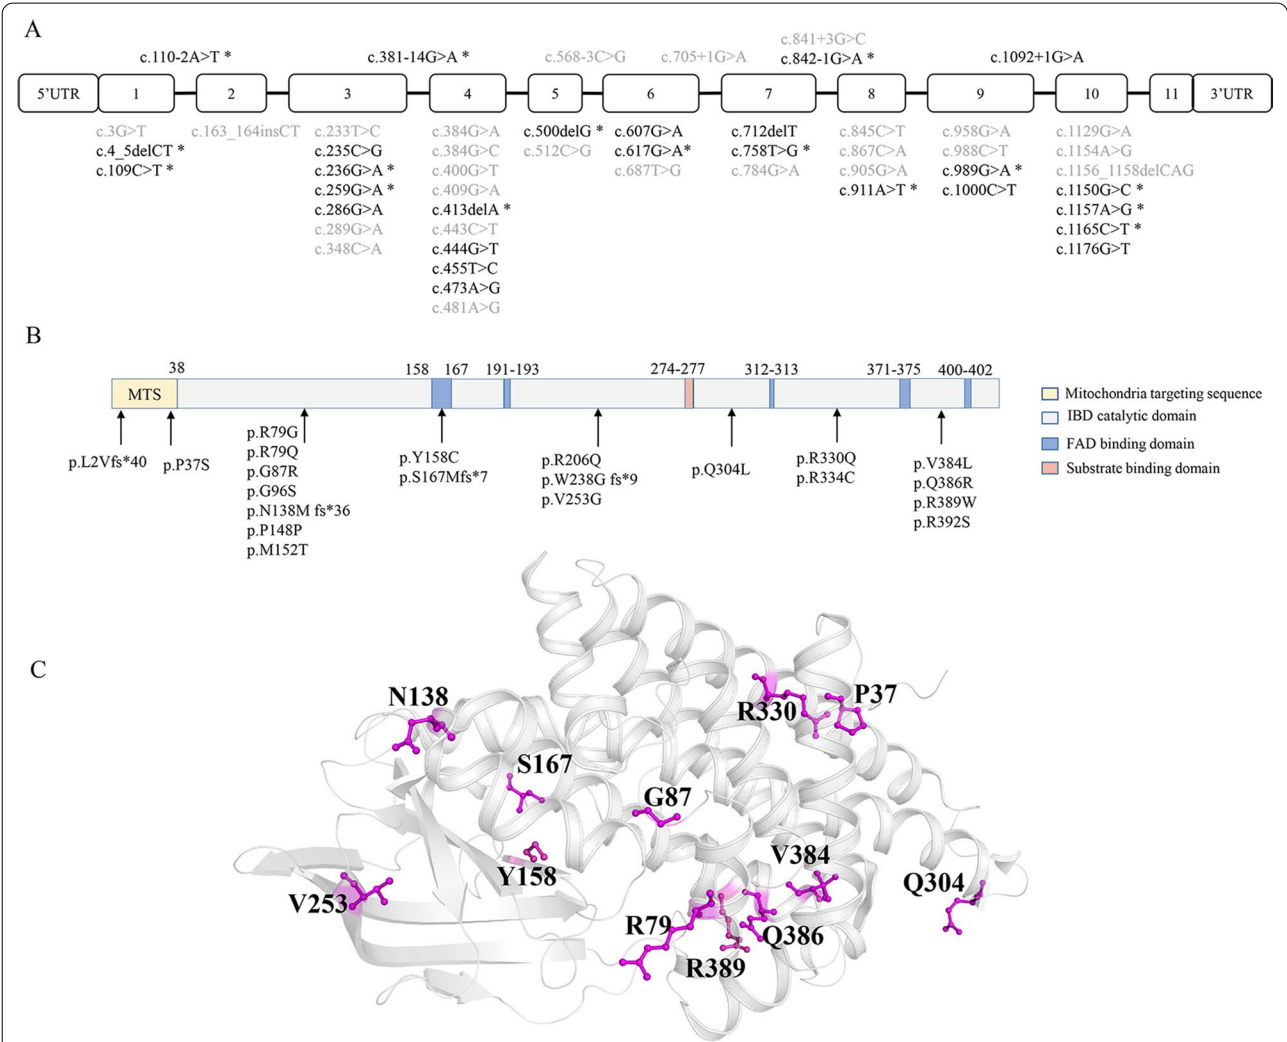 A
c.841+3G>C
c.110-2A>T *
c.381-14G>A *
c.568-3C>G
c.705+1G>A
c.842-1G>A *
c.1092+1G>A
5’UTR
1
2
3
4
5
6
7
8
9
10
11
3’UTR
c.3G>T
c.4_5delCT *
c.109C>T *
c.163_164insCT
c.233T>C
c.235C>G
c.236G>A *
c.259G>A *
c.286G>A
c.289G>A
c.348C>A
c.384G>A
c.384G>C
c.400G>T
c.409G>A
c.413delA *
c.443C>T
c.444G>T
c.455T>C
c.473A>G
c.481A>G
c.500delG *
c.512C>G
c.607G>A
c.617G>A*
c.687T>G
c.712delT
c.758T>G *
c.784G>A
c.845C>T
c.867C>A
c.905G>A
c.911A>T *
c.958G>A
c.988C>T
c.989G>A *
c.1000C>T
c.1129G>A
c.1154A>G
c.1156_1158delCAG
c.1150G>C *
c.1157A>G *
c.1165C>T *
c.1176G>T
B
38
158
167
191-193
274-277
312-313
371-375
400-402
MTS
Mitochondria targeting sequence
IBD catalytic domain
FAD binding domain
Substrate binding domain
p.L2Vfs*40
p.P37S
p.R79G
p.R79Q
p.G87R
p.G96S
p.N138M fs*36
p.P148P
p.M152T
p.Y158C
p.S167Mfs*7
p.R206Q
p.W238G fs*9
p.V253G
p.Q304L
p.R330Q
p.R334C
p.V384L
p.Q386R
p.R389W
p.R392S
C
N138
R330
P37
S167
G87
Y158
V384
V253
Q304
R79
Q386
R389